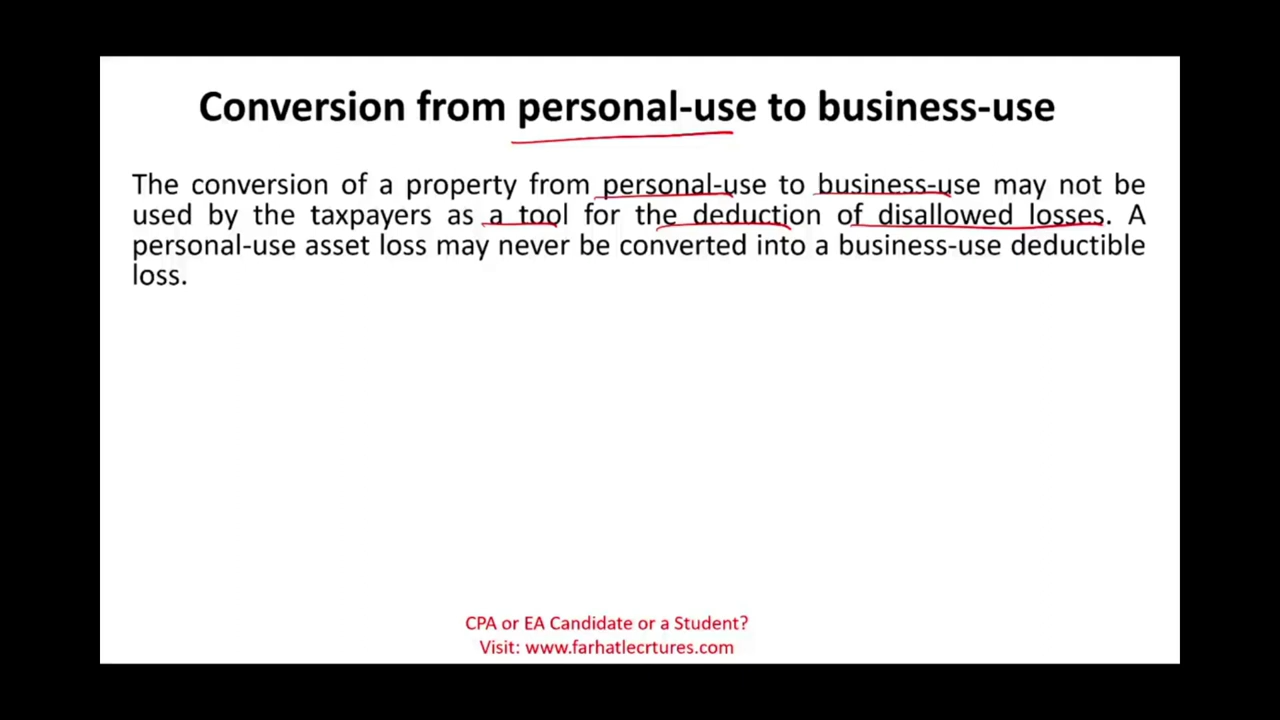 Conversion from personal-use to business-use
The conversion of a property from personal-use to business-use may not be
used by the taxpayers as a tool for the deduction of disallowed losses. A
personal-use asset loss may never be converted into a business-use deductible
loss.
CPA or EA Candidate or a Student?
Visit: www.farhatlecrtures.com